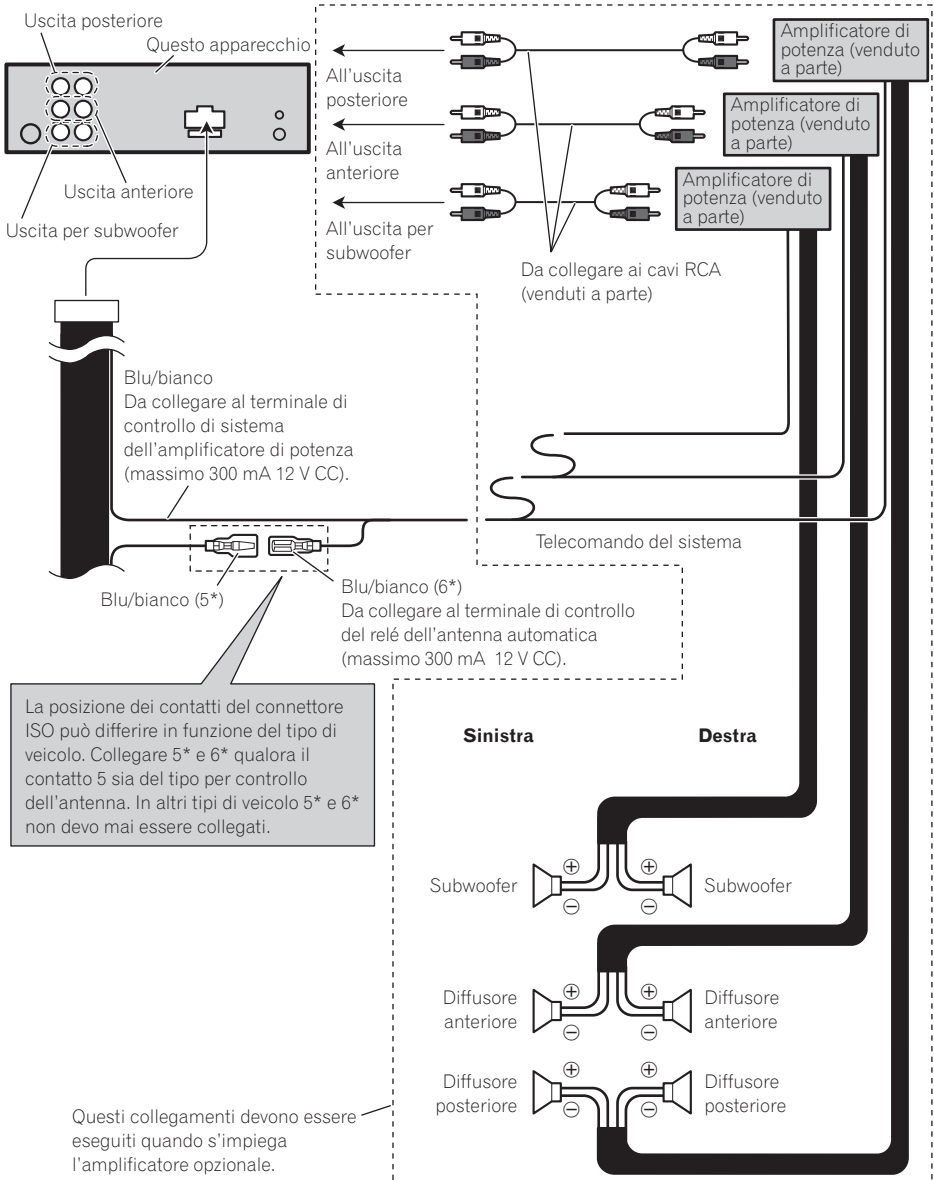 Uscita posteriore
Questo apparecchio
Uscita anteriore
Uscita per subwoofer
All'uscita
posteriore
All'uscita
anteriore
All'uscita per
subwoofer
Amplificatore di
potenza (venduto
a parte)
Amplificatore di
potenza (venduto
a parte)
Amplificatore di
potenza (venduto
a parte)
Da collegare ai cavi RCA
(venduti a parte)
Blu/bianco
Da collegare al terminale di
controllo di sistema
dell'amplificatore di potenza
(massimo 300 mA 12 V CC).
Telecomando del sistema
Blu/bianco (5*)
Blu/bianco (6*)
Da collegare al terminale di controllo
del relé dell'antenna automatica
(massimo 300 mA 12 V CC).
La posizione dei contatti del connettore
ISO può differire in funzione del tipo di
veicolo. Collegare 5* e 6* qualora il
contatto 5 sia del tipo per controllo
dell'antenna. In altri tipi di veicolo 5* e 6*
non devo mai essere collegati.
Sinistra
Destra
Subwoofer
+
−
+
−
Subwoofer
Diffusore
anteriore
+
−
+
−
Diffusore
anteriore
Diffusore
posteriore
+
−
+
−
Diffusore
posteriore
Questi collegamenti devono essere
eseguiti quando s'impiega
l'amplificatore opzionale.